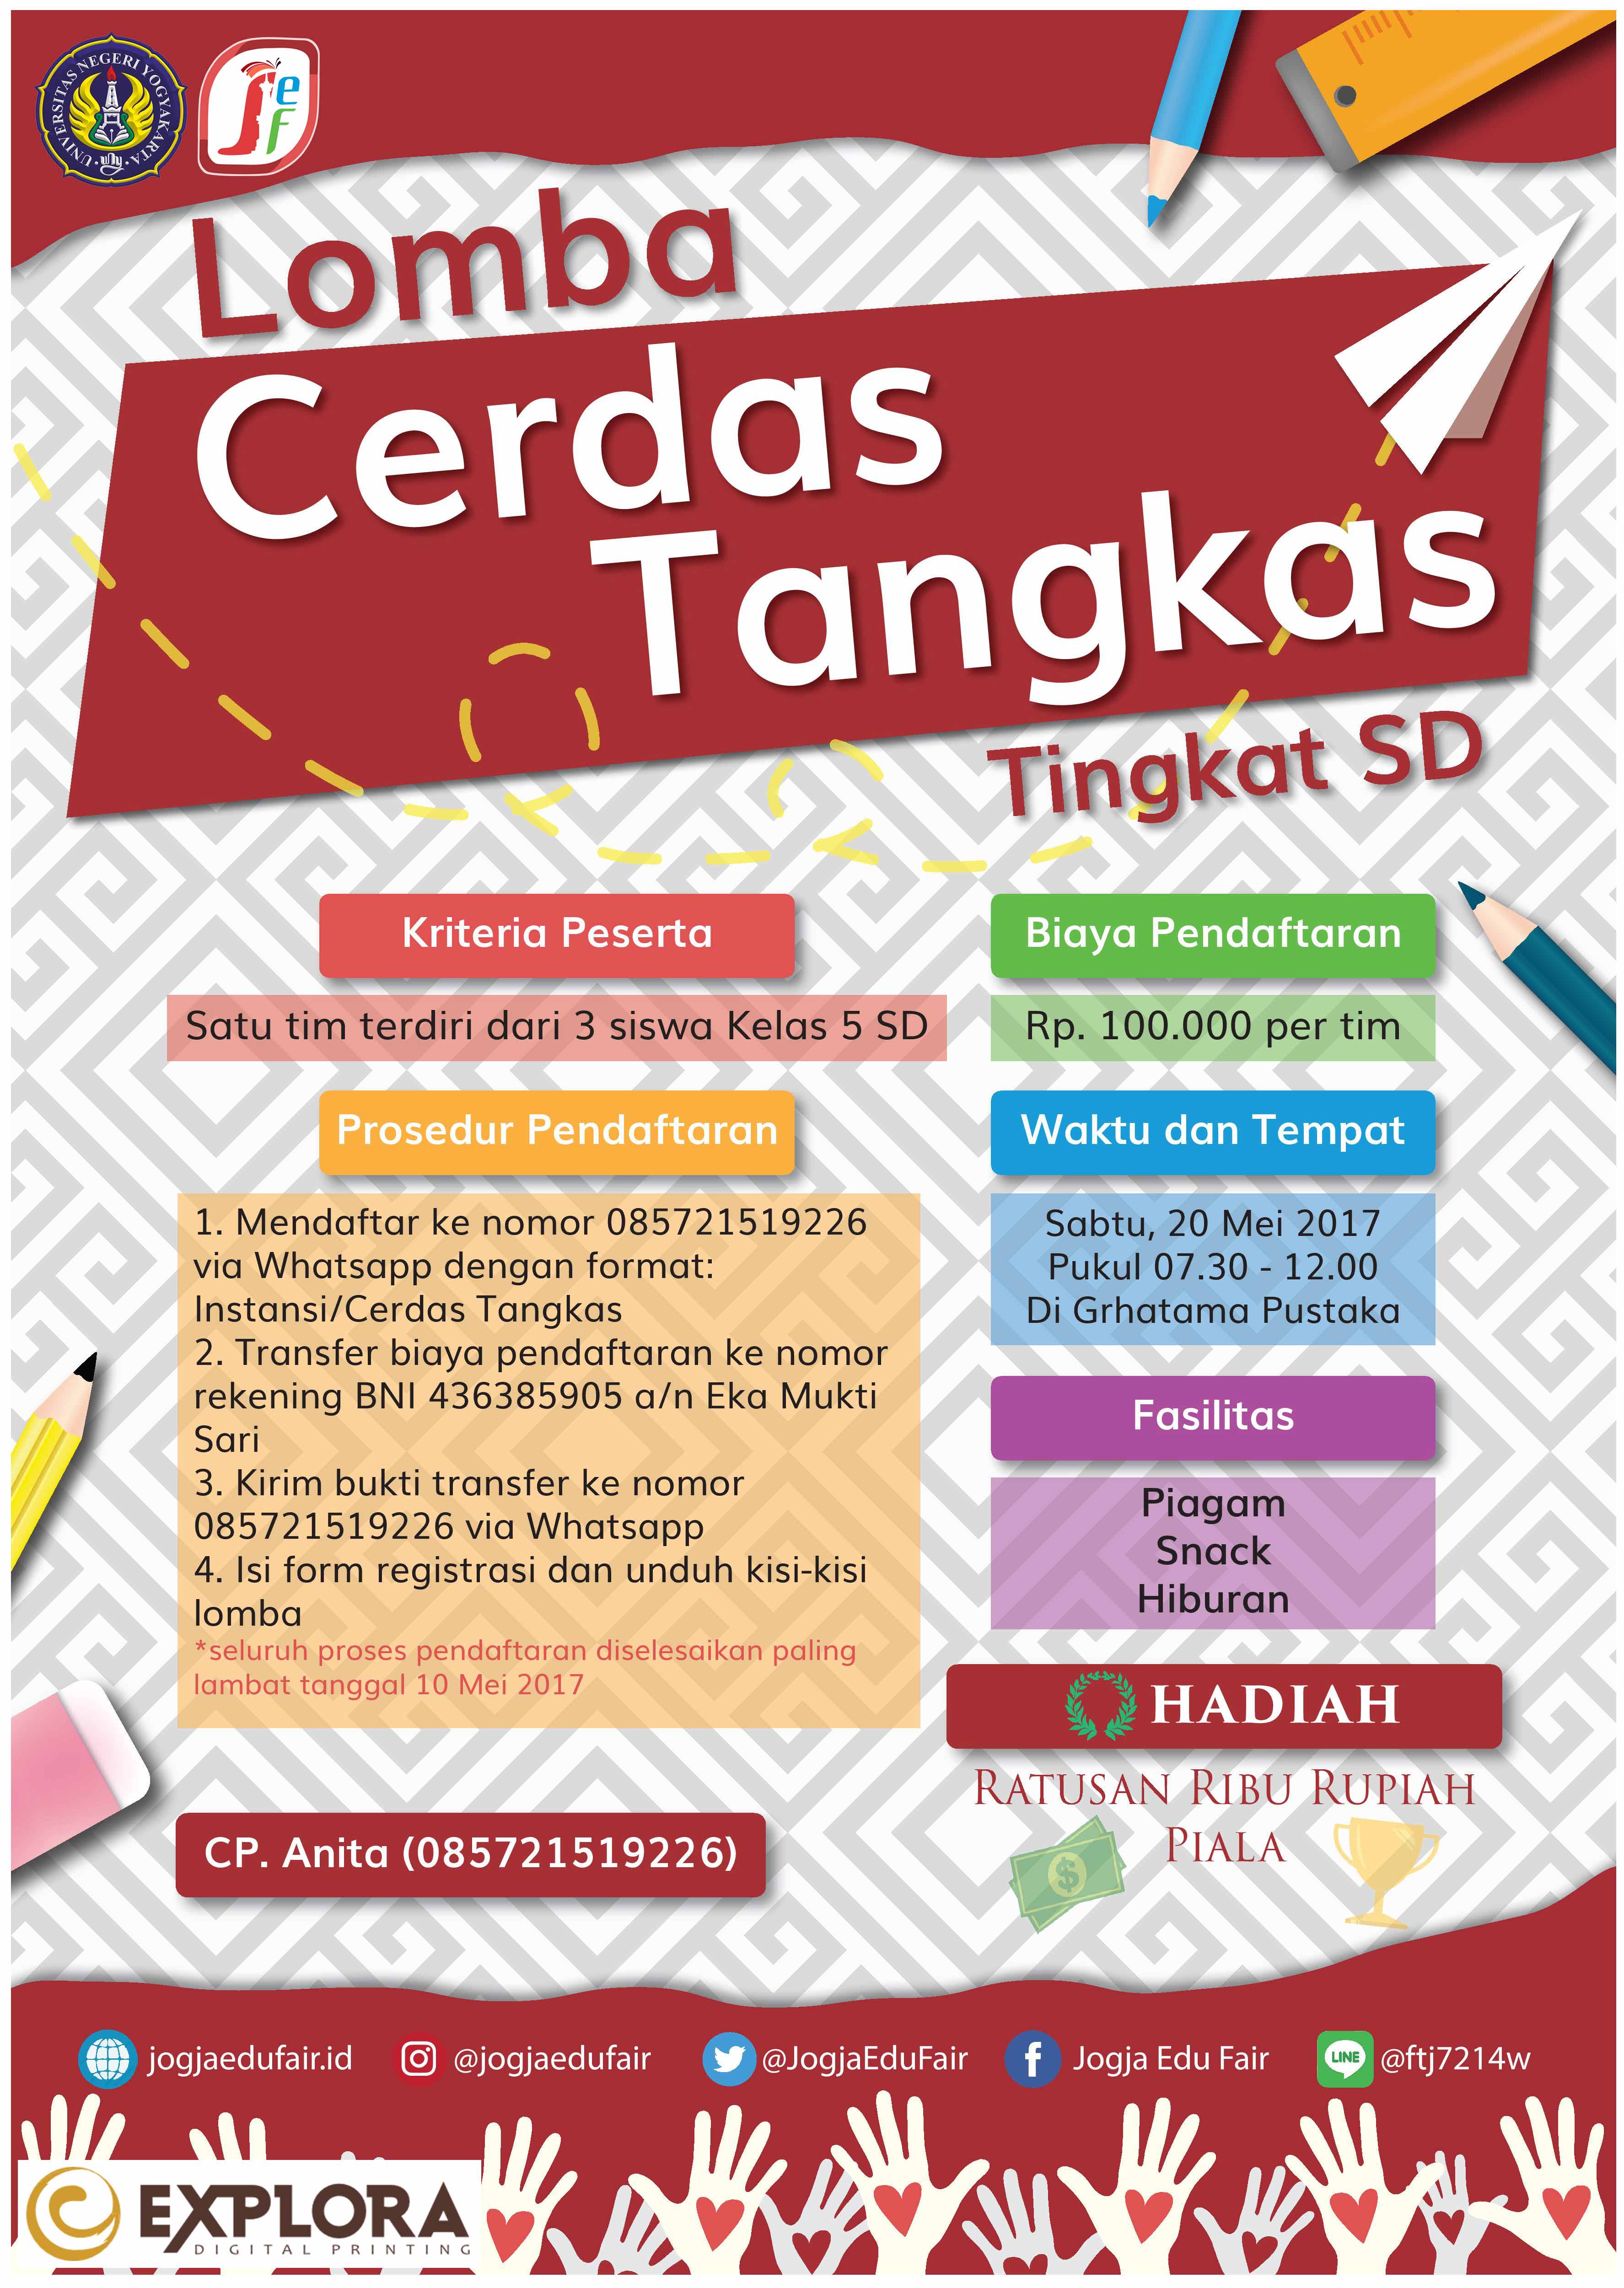 UNIVERSITAS NEGERI YOGYAKARTA
uny
Jef
Lomba
Cerdas
Tangkas
Tingkat SD
Kriteria Peserta
Satu tim terdiri dari 3 siswa Kelas 5 SD
Prosedur Pendaftaran
1. Mendaftar ke nomor 085721519226
via Whatsapp dengan format:
Instansi/Cerdas Tangkas
2. Transfer biaya pendaftaran ke nomor
rekening BNI 436385905 a/n Eka Mukti
Sari
3. Kirim bukti transfer ke nomor
085721519226 via Whatsapp
4. Isi form registrasi dan unduh kisi-kisi
lomba
*seluruh proses pendaftaran diselesaikan paling
lambat tanggal 10 Mei 2017
CP. Anita (085721519226)
Biaya Pendaftaran
Rp. 100.000 per tim
Waktu dan Tempat
Sabtu, 20 Mei 2017
Pukul 07.30 - 12.00
Di Grhatama Pustaka
Fasilitas
Piagam
Snack
Hiburan
HADIAH
RATUSAN RIBU RUPIAH
PIALA
$
jogjaedufair.id @jogjaedufair @JogjaEduFair Jogja Edu Fair LINE @ftj7214w
EXPLORA
DIGITAL PRINTING